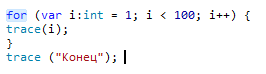 for (var i:int = 1; i < 100; i++) {
trace(i);
}
trace ("Конец");